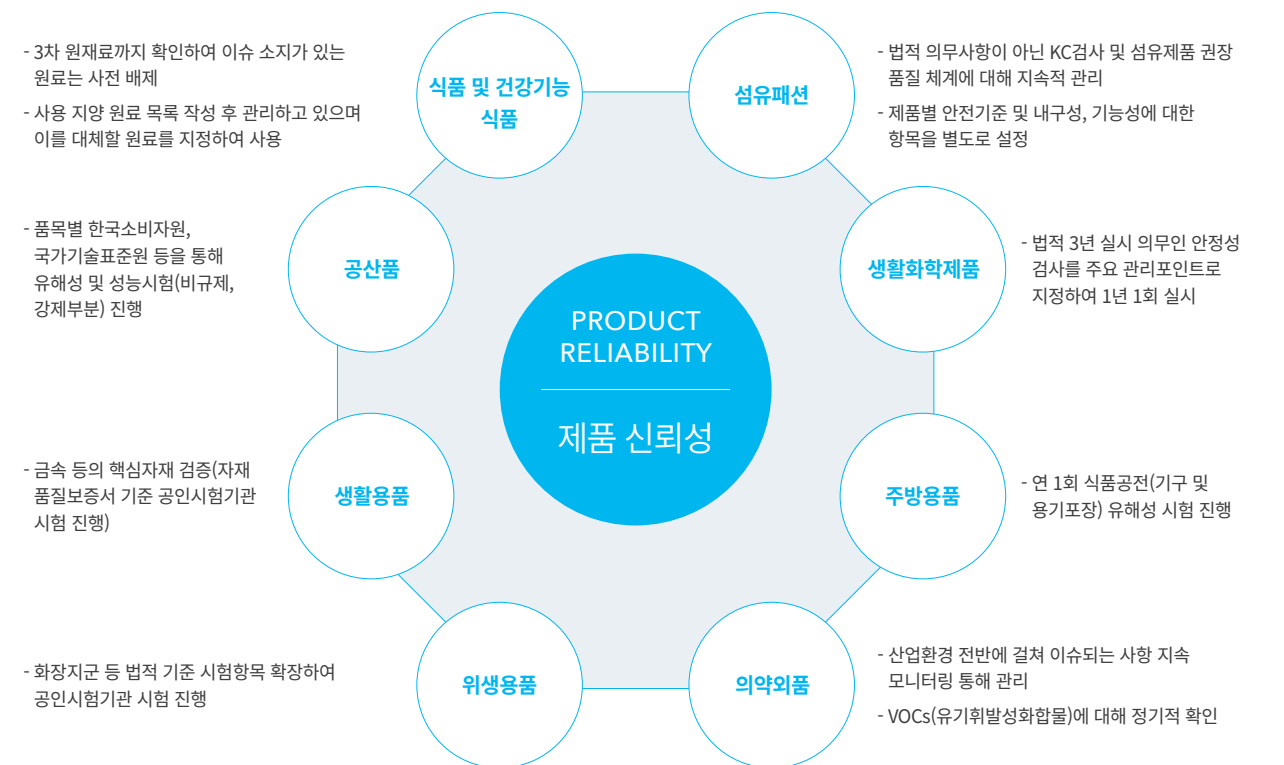 - 3차 원재료까지 확인하여 이슈 소지가 있는
원료는 사전 배제
- 사용 지양 원료 목록 작성 후 관리하고 있으며
이를 대체할 원료를 지정하여 사용
식품 및 건강기능
식품
섬유패션
- 법적 의무사항이 아닌 KC검사 및 섬유제품 권장
품질 체계에 대해 지속적 관리
- 제품별 안전기준 및 내구성, 기능성에 대한
항목을 별도로 설정
- 품목별 한국소비자원,
국가기술표준원 등을 통해
유해성 및 성능시험(비규제,
강제부분) 진행
공산품
생활화학제품
- 법적 3년 실시 의무인 안정성
검사를 주요 관리포인트로
지정하여 1년 1회 실시
PRODUCT
RELIABILITY
제품 신뢰성
- 금속 등의 핵심자재 검증(자재
품질보증서 기준 공인시험기관
시험 진행)
생활용품
주방용품
- 연 1회 식품공전(기구 및
용기포장) 유해성 시험 진행
- 화장지군 등 법적 기준 시험항목 확장하여
공인시험기관 시험 진행
위생용품
의약외품
- 산업환경 전반에 걸쳐 이슈되는 사항 지속
모니터링 통해 관리
- VOCs(유기휘발성화합물)에 대해 정기적 확인